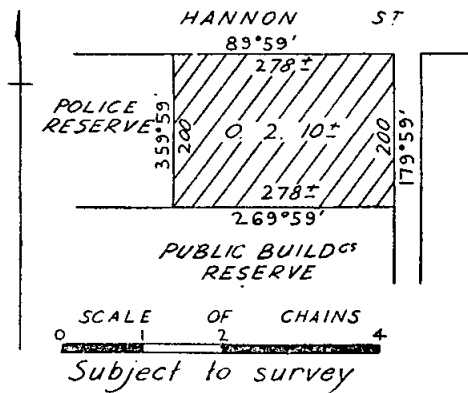 HANNON ST
89°59'
278±
POLICE
RESERVE
359°59'
200
0. 2. 10±
200
179°59'
278±
269°59'
PUBLIC BUILDGS
RESERVE
SCALE OF CHAINS
0 1 2 4
Subject to survey